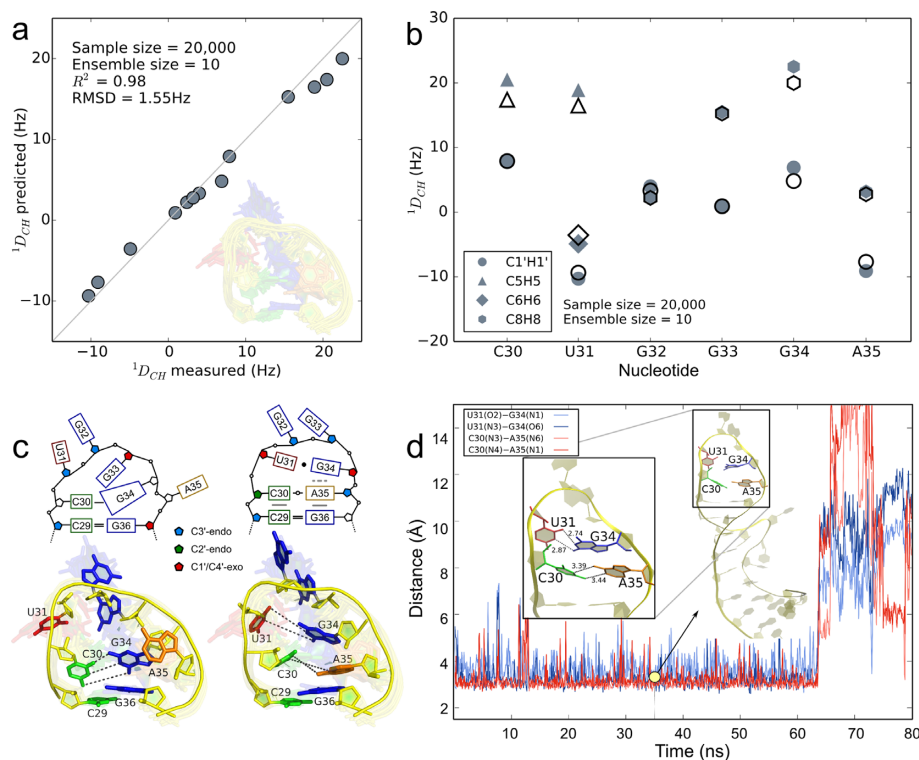 a
Sample size = 20,000
Ensemble size = 10
R² = 0.98
RMSD = 1.55Hz
¹D_CH predicted (Hz)
20
10
0
−10
−10
0
10
20
¹D_CH measured (Hz)
b
¹D_CH (Hz)
30
20
10
0
−10
−20
C1'H1'
C5H5
C6H6
C8H8
Sample size = 20,000
Ensemble size = 10
C30
U31
G32
G33
G34
A35
Nucleotide
c
G32
U31
G33
G34
C30
A35
C29
G36
G32
G33
U31
G34
C30
A35
C29
G36
C3'-endo
C2'-endo
C1'/C4'-exo
U31
G34
C30
A35
G36
C29
U31
G34
A35
C30
C29
G36
d
U31(O2)−G34(N1)
U31(N3)−G34(O6)
C30(N3)−A35(N6)
C30(N4)−A35(N1)
Distance (Å)
14
12
10
8
6
4
2
U31
G34
C30
A35
2.74
2.87
3.39
3.44
U31
G34
C30
A35
10
20
30
40
50
60
70
80
Time (ns)